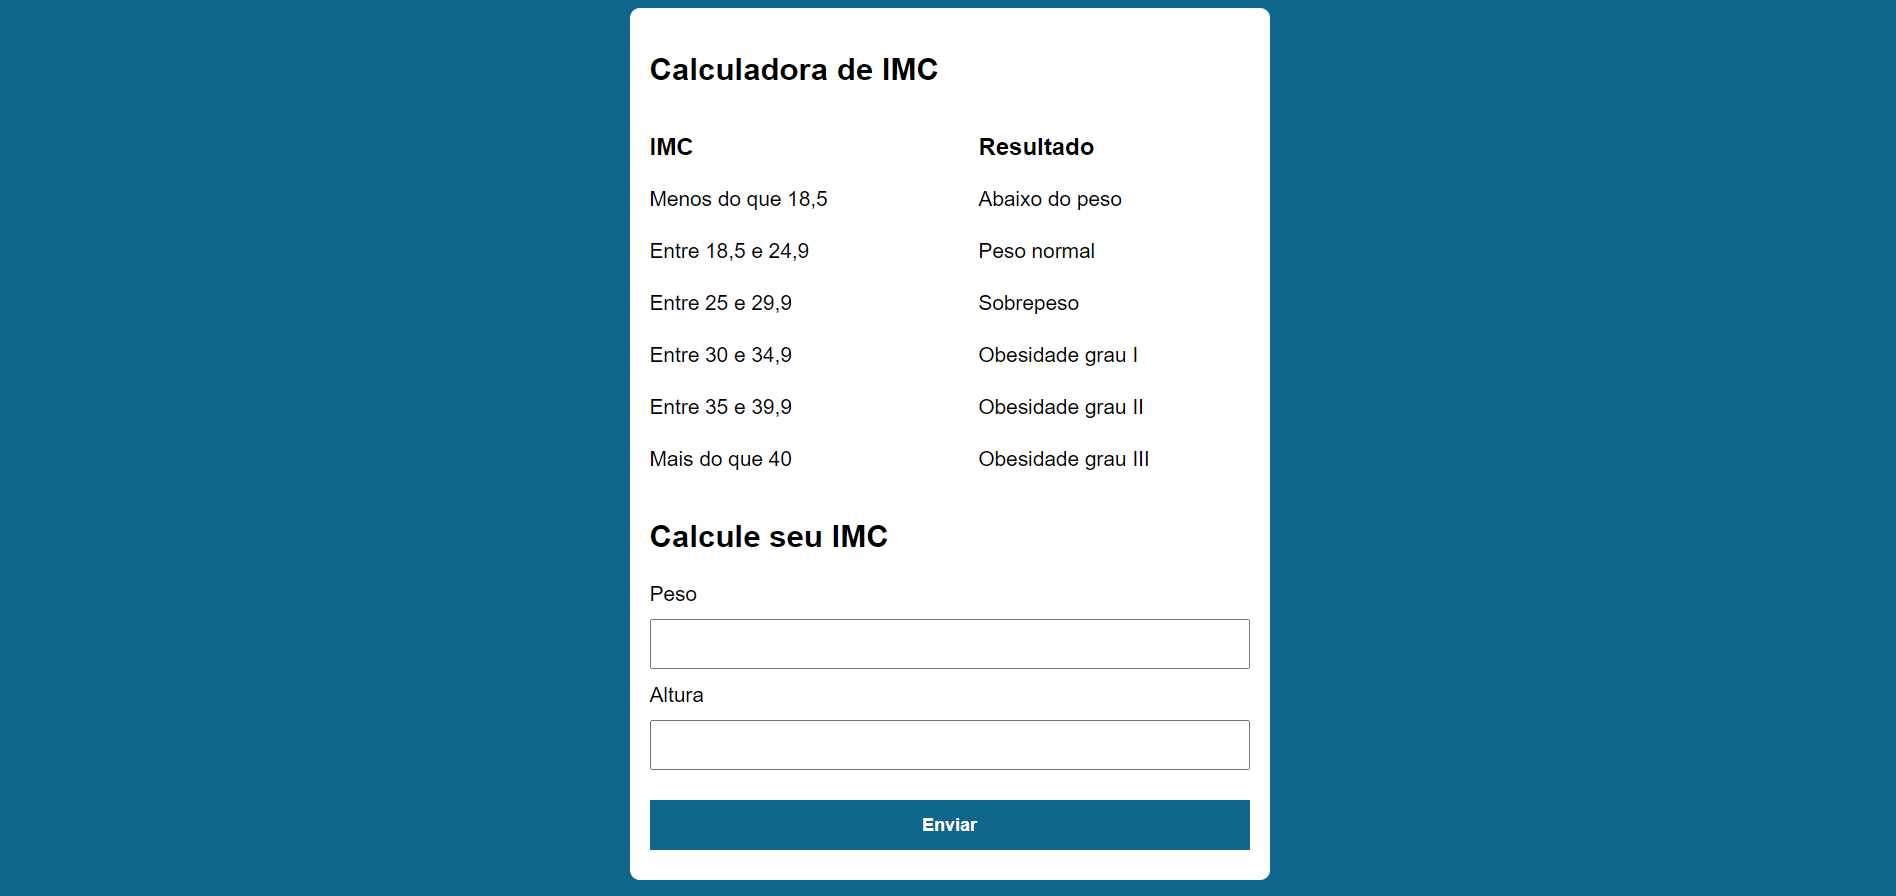 Calculadora de IMC
IMC Resultado
Menos do que 18,5 Abaixo do peso
Entre 18,5 e 24,9 Peso normal
Entre 25 e 29,9 Sobrepeso
Entre 30 e 34,9 Obesidade grau I
Entre 35 e 39,9 Obesidade grau II
Mais do que 40 Obesidade grau III
Calcule seu IMC
Peso
Altura
Enviar